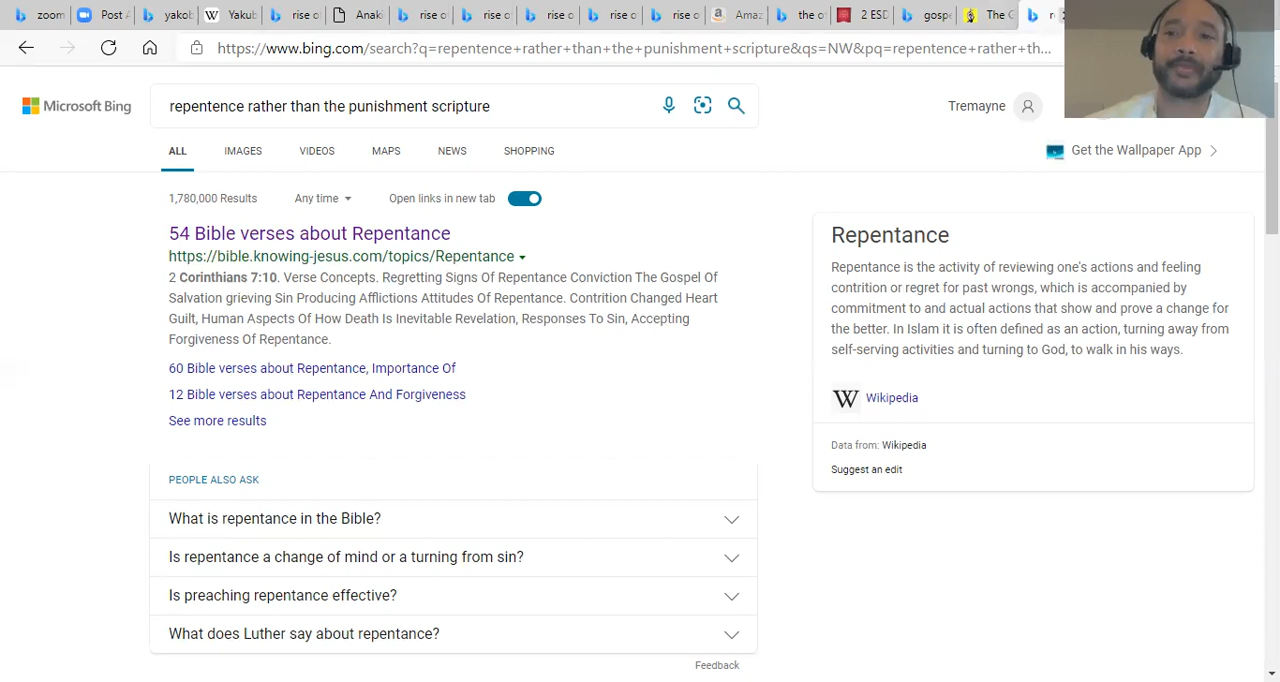 zoom
Post A
yakob
Yakub
rise o
Anaki
rise o
rise o
rise o
rise o
rise o
Amaz
the o
2 ESD
gospe
The G
https://www.bing.com/search?q=repentence+rather+than+the+punishment+scripture&qs=NW&pq=repentence+rather+th...
Microsoft Bing
repentence rather than the punishment scripture
Tremayne
ALL
IMAGES
VIDEOS
MAPS
NEWS
SHOPPING
Get the Wallpaper App
1,780,000 Results
Any time
Open links in new tab
54 Bible verses about Repentance
https://bible.knowing-jesus.com/topics/Repentance
2 Corinthians 7:10. Verse Concepts. Regretting Signs Of Repentance Conviction The Gospel Of
Salvation grieving Sin Producing Afflictions Attitudes Of Repentance. Contrition Changed Heart
Guilt, Human Aspects Of How Death Is Inevitable Revelation, Responses To Sin, Accepting
Forgiveness Of Repentance.
60 Bible verses about Repentance, Importance Of
12 Bible verses about Repentance And Forgiveness
See more results
PEOPLE ALSO ASK
What is repentance in the Bible?
Is repentance a change of mind or a turning from sin?
Is preaching repentance effective?
What does Luther say about repentance?
Feedback
Repentance
Repentance is the activity of reviewing one's actions and feeling
contrition or regret for past wrongs, which is accompanied by
commitment to and actual actions that show and prove a change for
the better. In Islam it is often defined as an action, turning away from
self-serving activities and turning to God, to walk in his ways.
W Wikipedia
Data from: Wikipedia
Suggest an edit